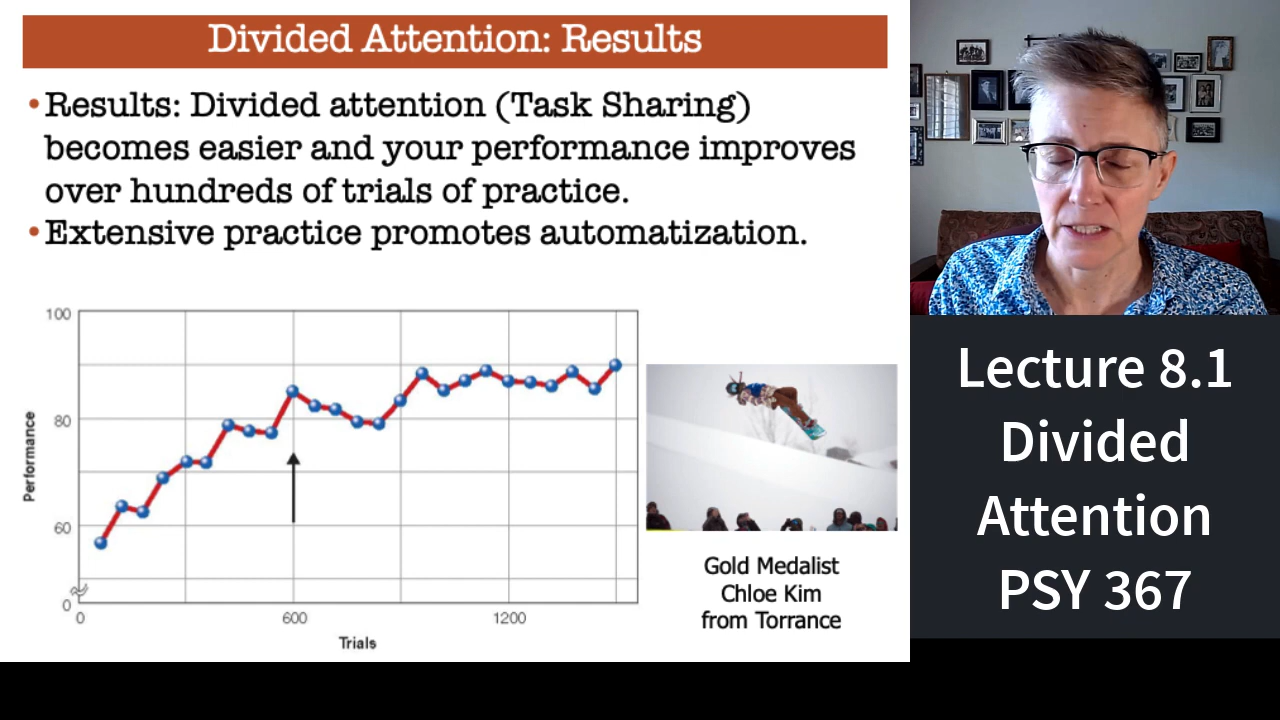 Divided Attention: Results
•Results: Divided attention (Task Sharing)
becomes easier and your performance improves
over hundreds of trials of practice.
•Extensive practice promotes automatization.
100
80
60
0
Performance
0 600 1200
Trials
Gold Medalist
Chloe Kim
from Torrance
Lecture 8.1
Divided
Attention
PSY 367